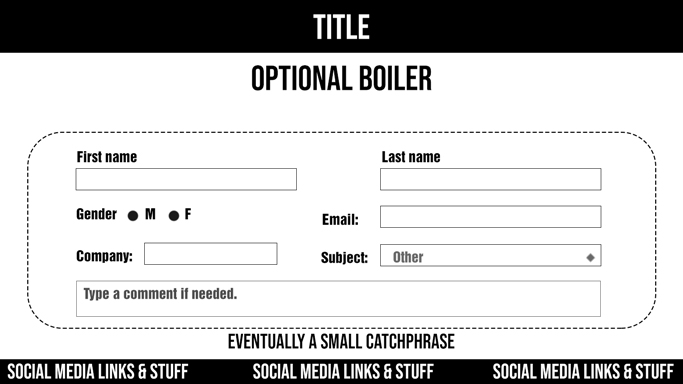 TITLE
OPTIONAL BOILER
First name Last name
Gender M F
Email:
Company:
Subject: Other
Type a comment if needed.
EVENTUALLY A SMALL CATCHPHRASE
SOCIAL MEDIA LINKS & STUFF SOCIAL MEDIA LINKS & STUFF SOCIAL MEDIA LINKS & STUFF